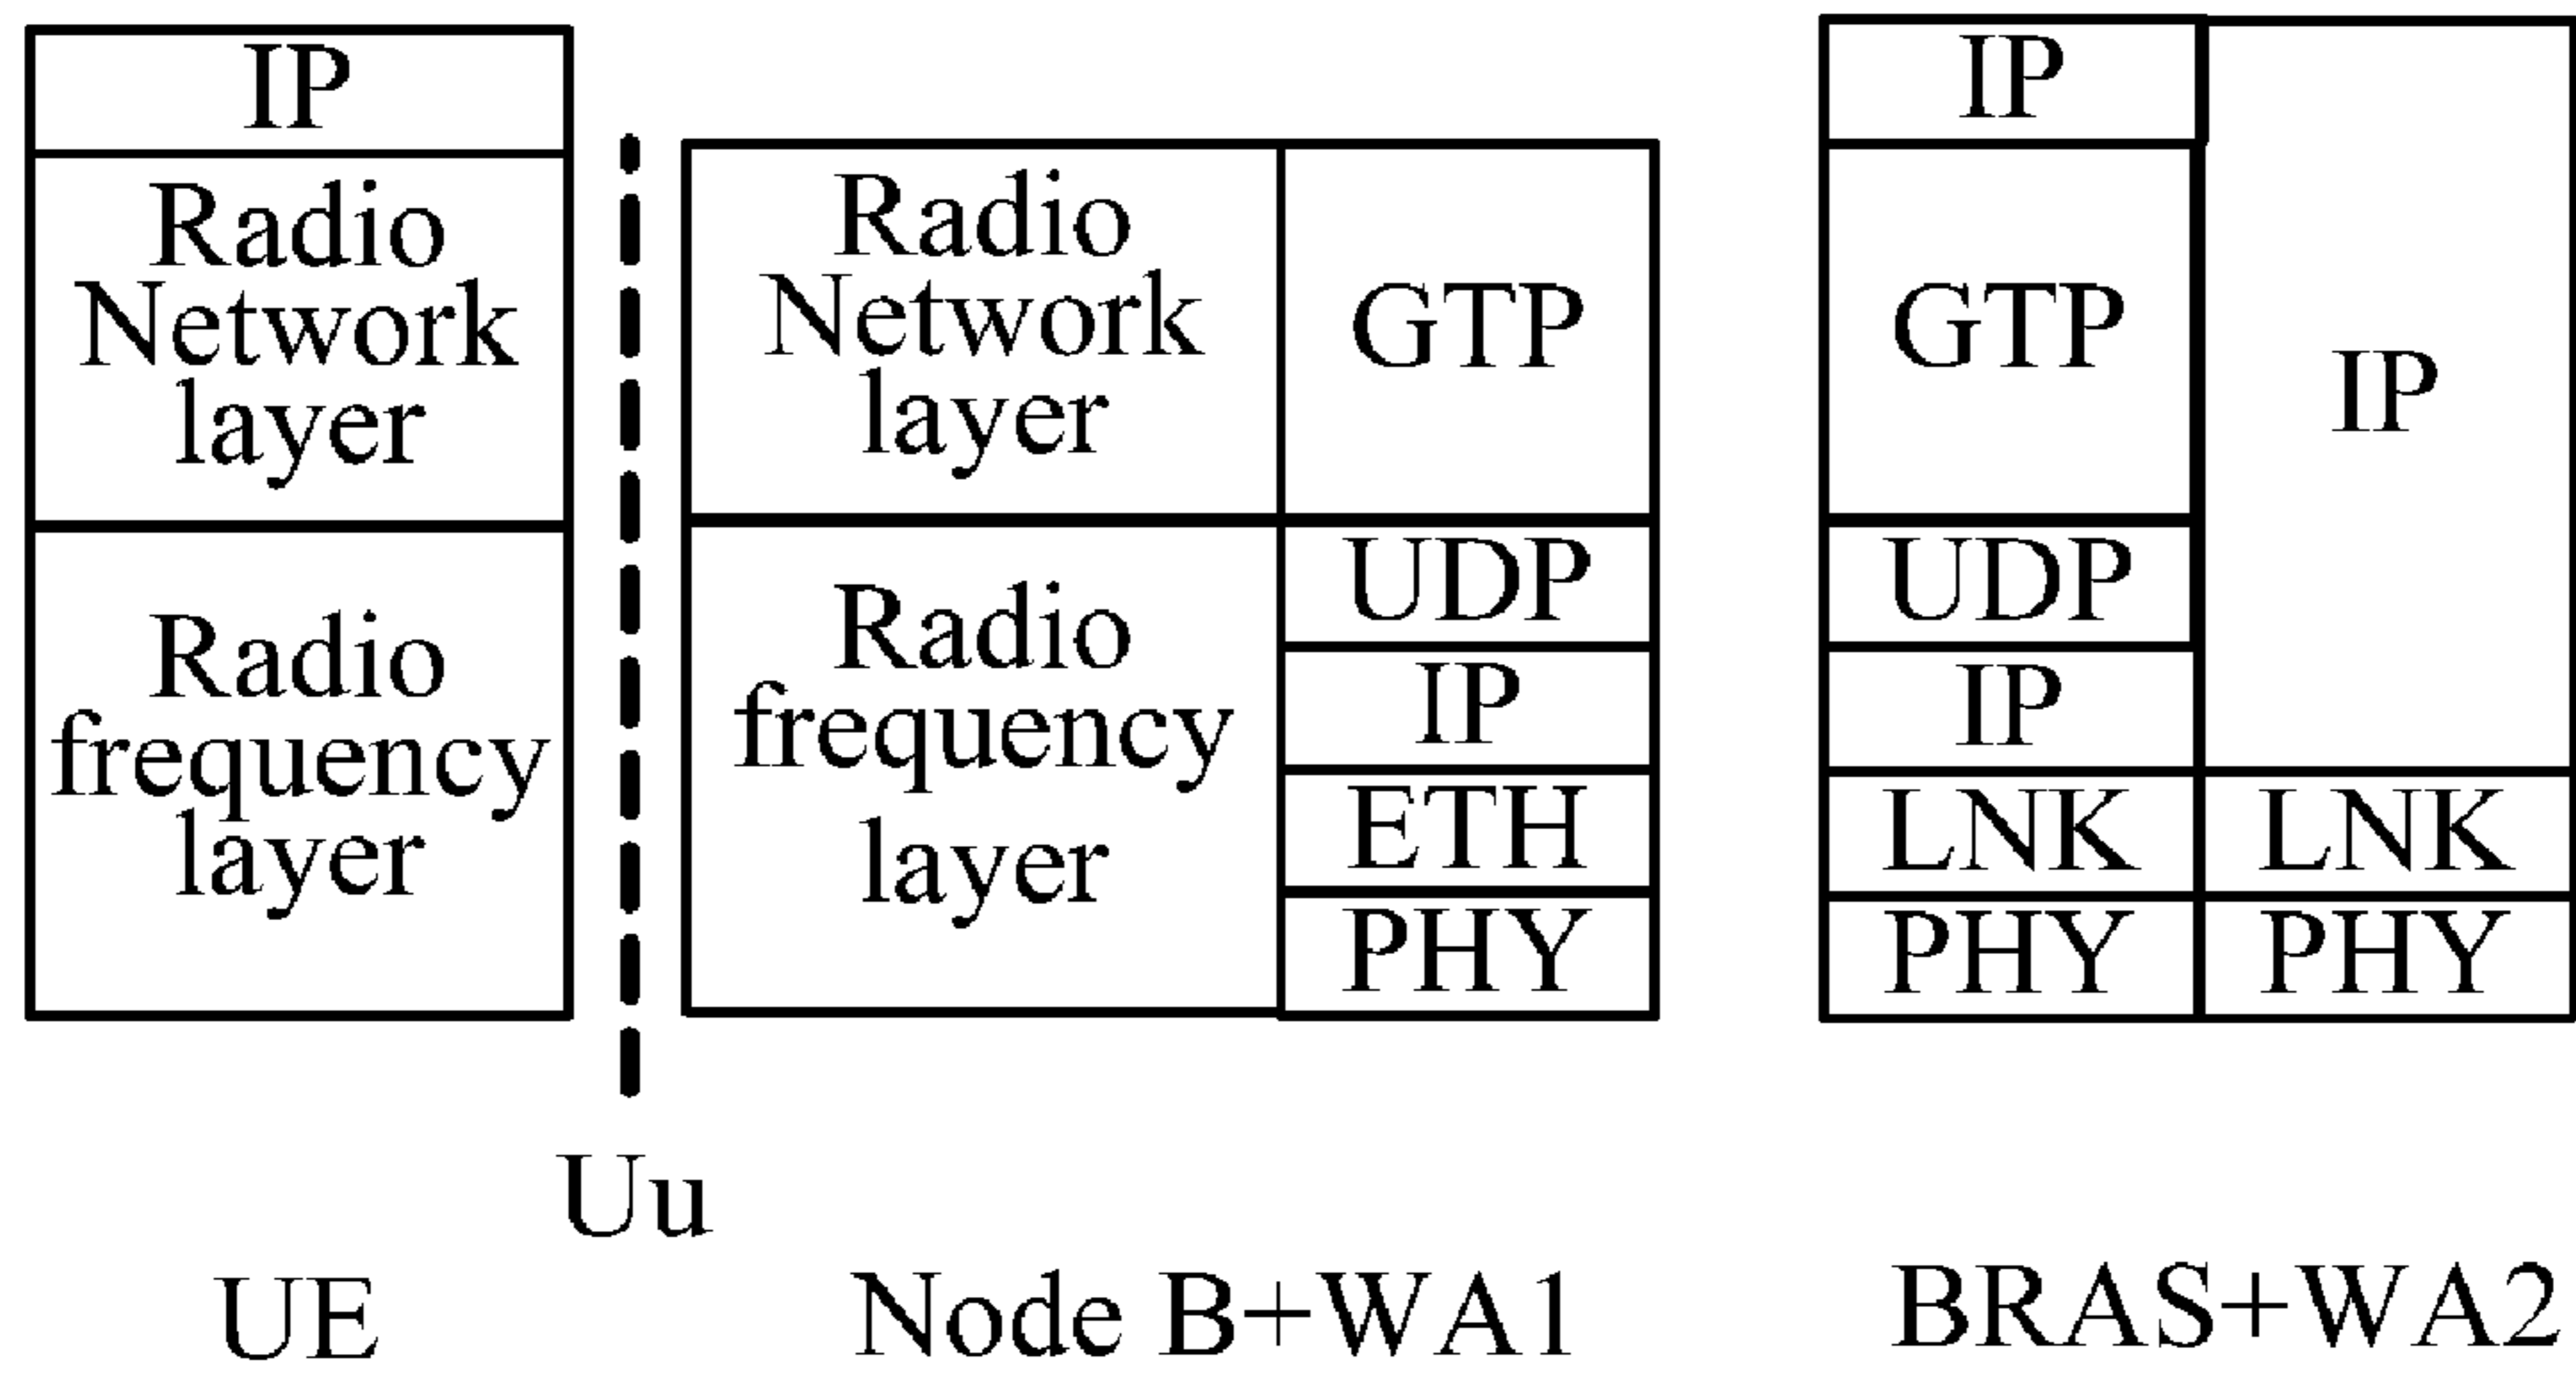 IP
Radio
Network
layer
Radio
frequency
layer
Radio
Network
layer
Radio
frequency
layer
GTP
UDP
IP
ETH
PHY
IP
GTP
UDP
IP
LNK
PHY
IP
LNK
PHY
Uu
UE
Node B+WA1
BRAS+WA2